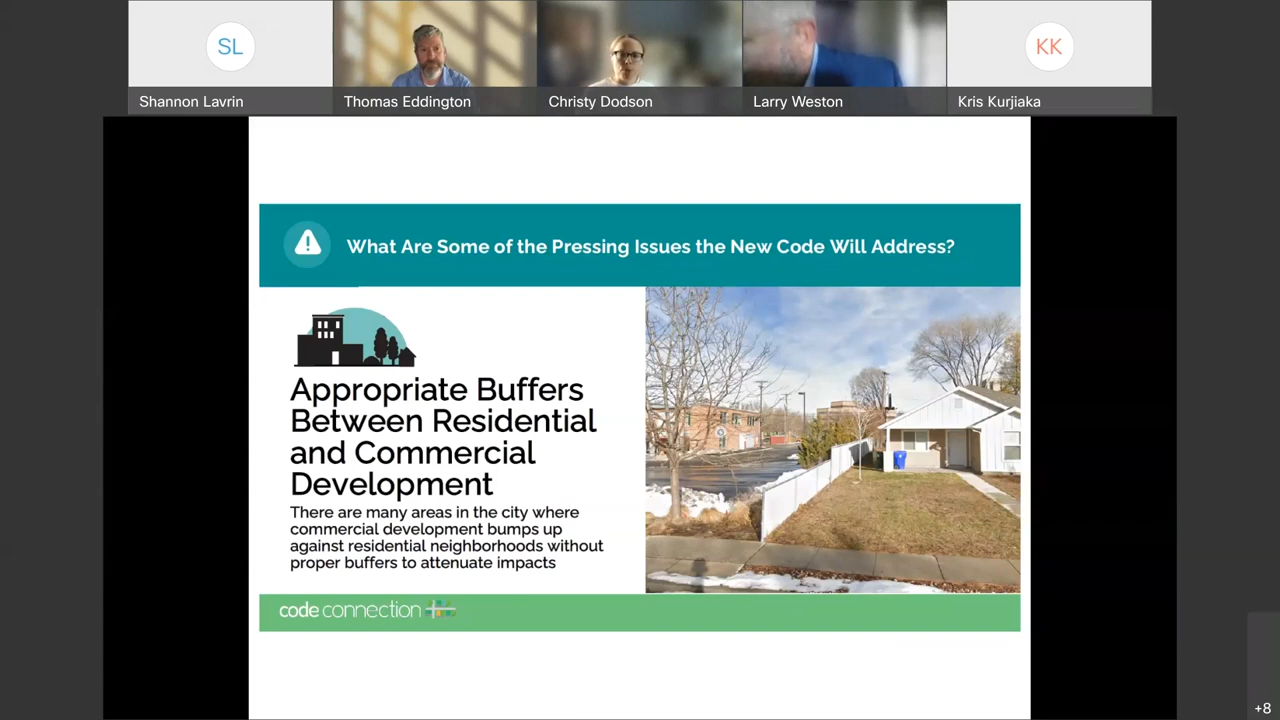 SL
KK
Shannon Lavrin
Thomas Eddington
Christy Dodson
Larry Weston
Kris Kurjiaka
What Are Some of the Pressing Issues the New Code Will Address?
Appropriate Buffers
Between Residential
and Commercial
Development
There are many areas in the city where
commercial development bumps up
against residential neighborhoods without
proper buffers to attenuate impacts
code connection
+8